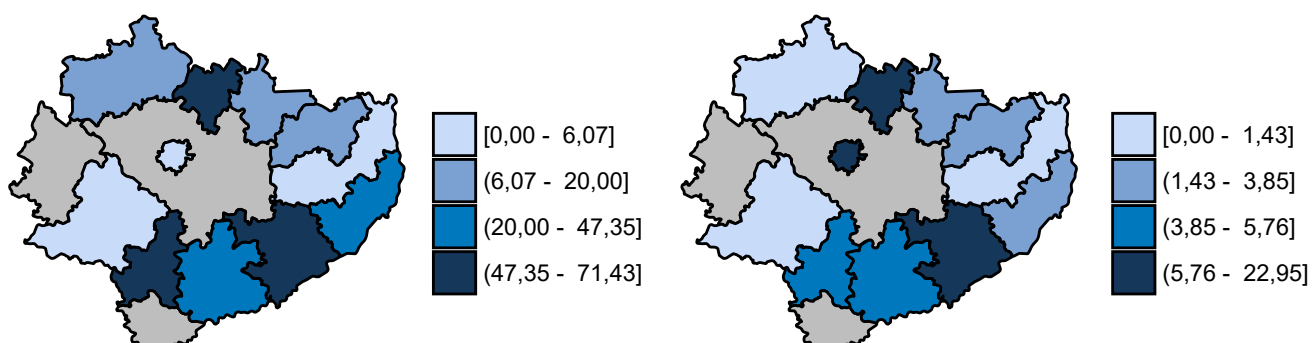 [0,00 - 6,07]
(6,07 - 20,00]
(20,00 - 47,35]
(47,35 - 71,43]
[0,00 - 1,43]
(1,43 - 3,85]
(3,85 - 5,76]
(5,76 - 22,95]